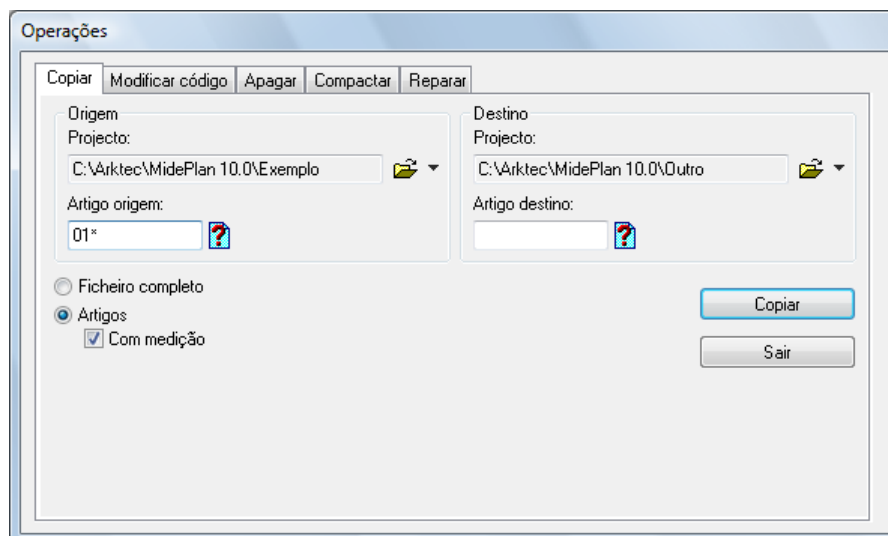 Operações
Copiar Modificar código Apagar Compactar Reparar
Origem
Projecto:
C:\Arktec\MidePlan 10.0\Exemplo
Artigo origem:
01*
Destino
Projecto:
C:\Arktec\MidePlan 10.0\Outro
Artigo destino:
Ficheiro completo
Artigos
Com medição
Copiar
Sair